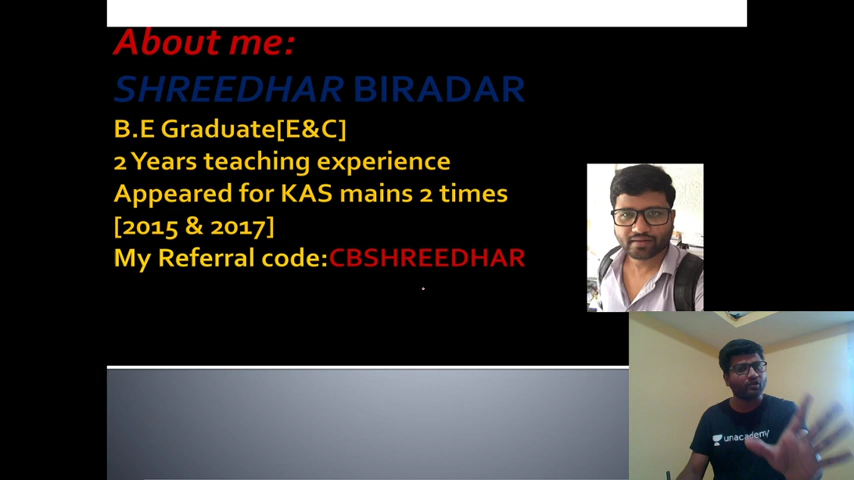 About me:
SHREEDHAR BIRADAR
B.E Graduate[E&C]
2 Years teaching experience
Appeared for KAS mains 2 times
[2015 & 2017]
My Referral code:CBSHREEDHAR
unacademy